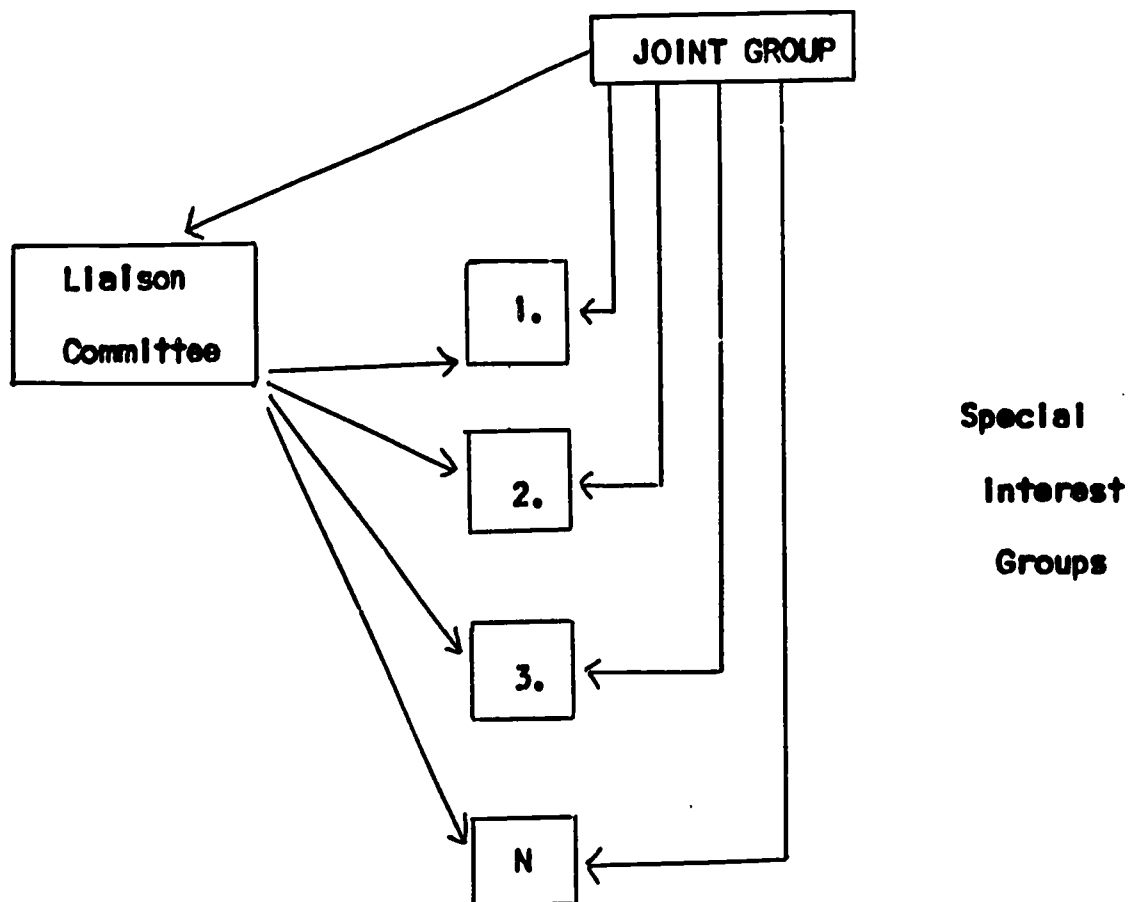 JOINT GROUP
Liaison
Committee
1.
2.
3.
N
Special
Interest
Groups